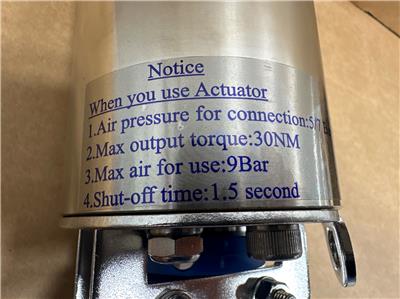 Notice
When you use Actuator
1.Air pressure for connection:5/7 Bar
2.Max output torque:30NM
3.Max air for use:9Bar
4.Shut-off time:1.5 second